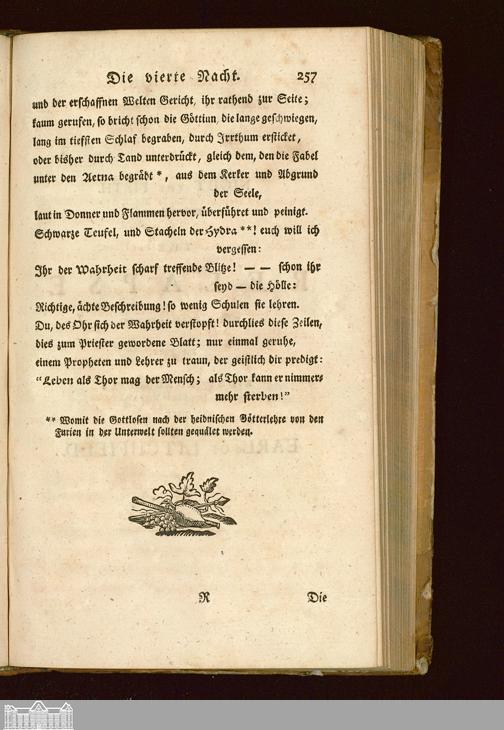 Die vierte Nacht. 257
und der erschaffnen Welten Gericht, ihr rathend zur Seite;
kaum gerufen, so bricht schon die Göttinn, die lange geschwiegen,
lang im tiefsten Schlaf begraben, durch Irrthum ersticket,
oder bisher durch Tand unterdrückt, gleich dem, den die Fabel
unter den Aetna begräbt *, aus dem Kerker und Abgrund
der Seele,
laut in Donner und Flammen hervor, überführet und peinigt.
Schwarze Teufel, und Stacheln der Hydra **! euch will ich
vergessen:
Ihr der Wahrheit scharf treffende Blitze! — — schon ihr
seyd — die Hölle:
Richtige, ächte Beschreibung! so wenig Schulen sie lehren.
Du, des Ohr sich der Wahrheit verstopft! durchlies diese Zeilen,
dies zum Priester gewordene Blatt; nur einmal geruhe,
einem Propheten und Lehrer zu traun, der geistlich dir predigt:
“Leben als Thor mag der Mensch; als Thor kann er nimmer-
mehr sterben!”
** Womit die Gottlosen nach der heidnischen Götterlehre von den
Furien in der Unterwelt sollten gequälet werden.
R Die